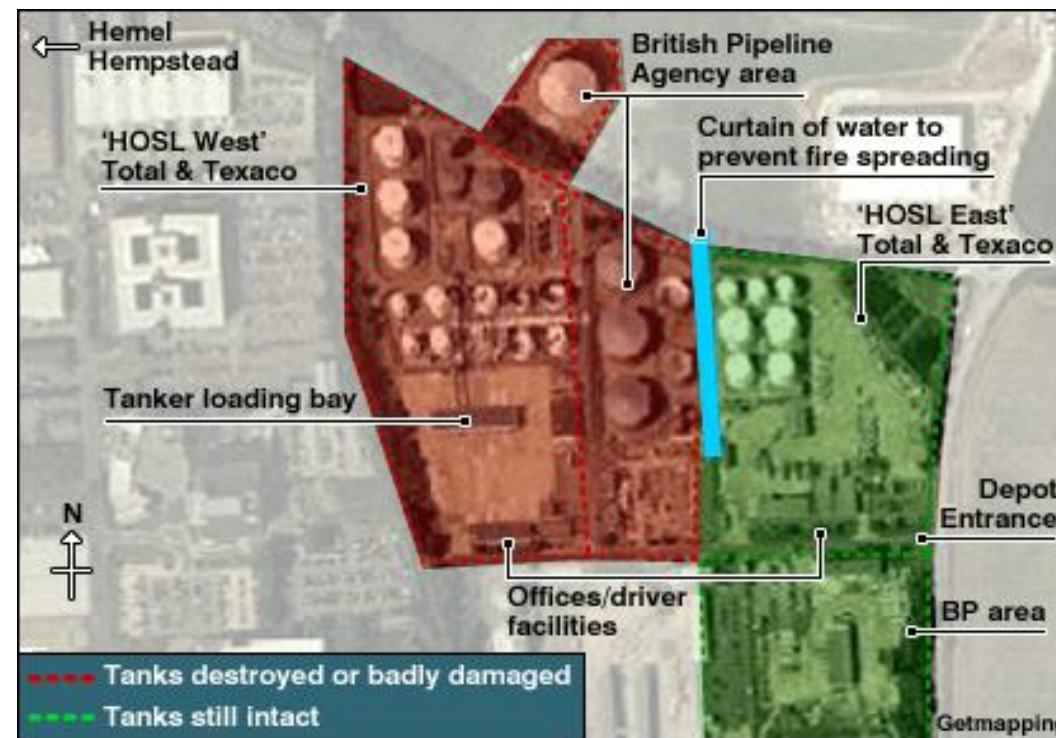 Hemel
Hempstead
British Pipeline
Agency area
'HOSL West'
Total & Texaco
Curtain of water to
prevent fire spreading
'HOSL East'
Total & Texaco
Tanker loading bay
N
Depot
Entrance
Offices/driver
facilities
BP area
Tanks destroyed or badly damaged
Tanks still intact
Getmapping